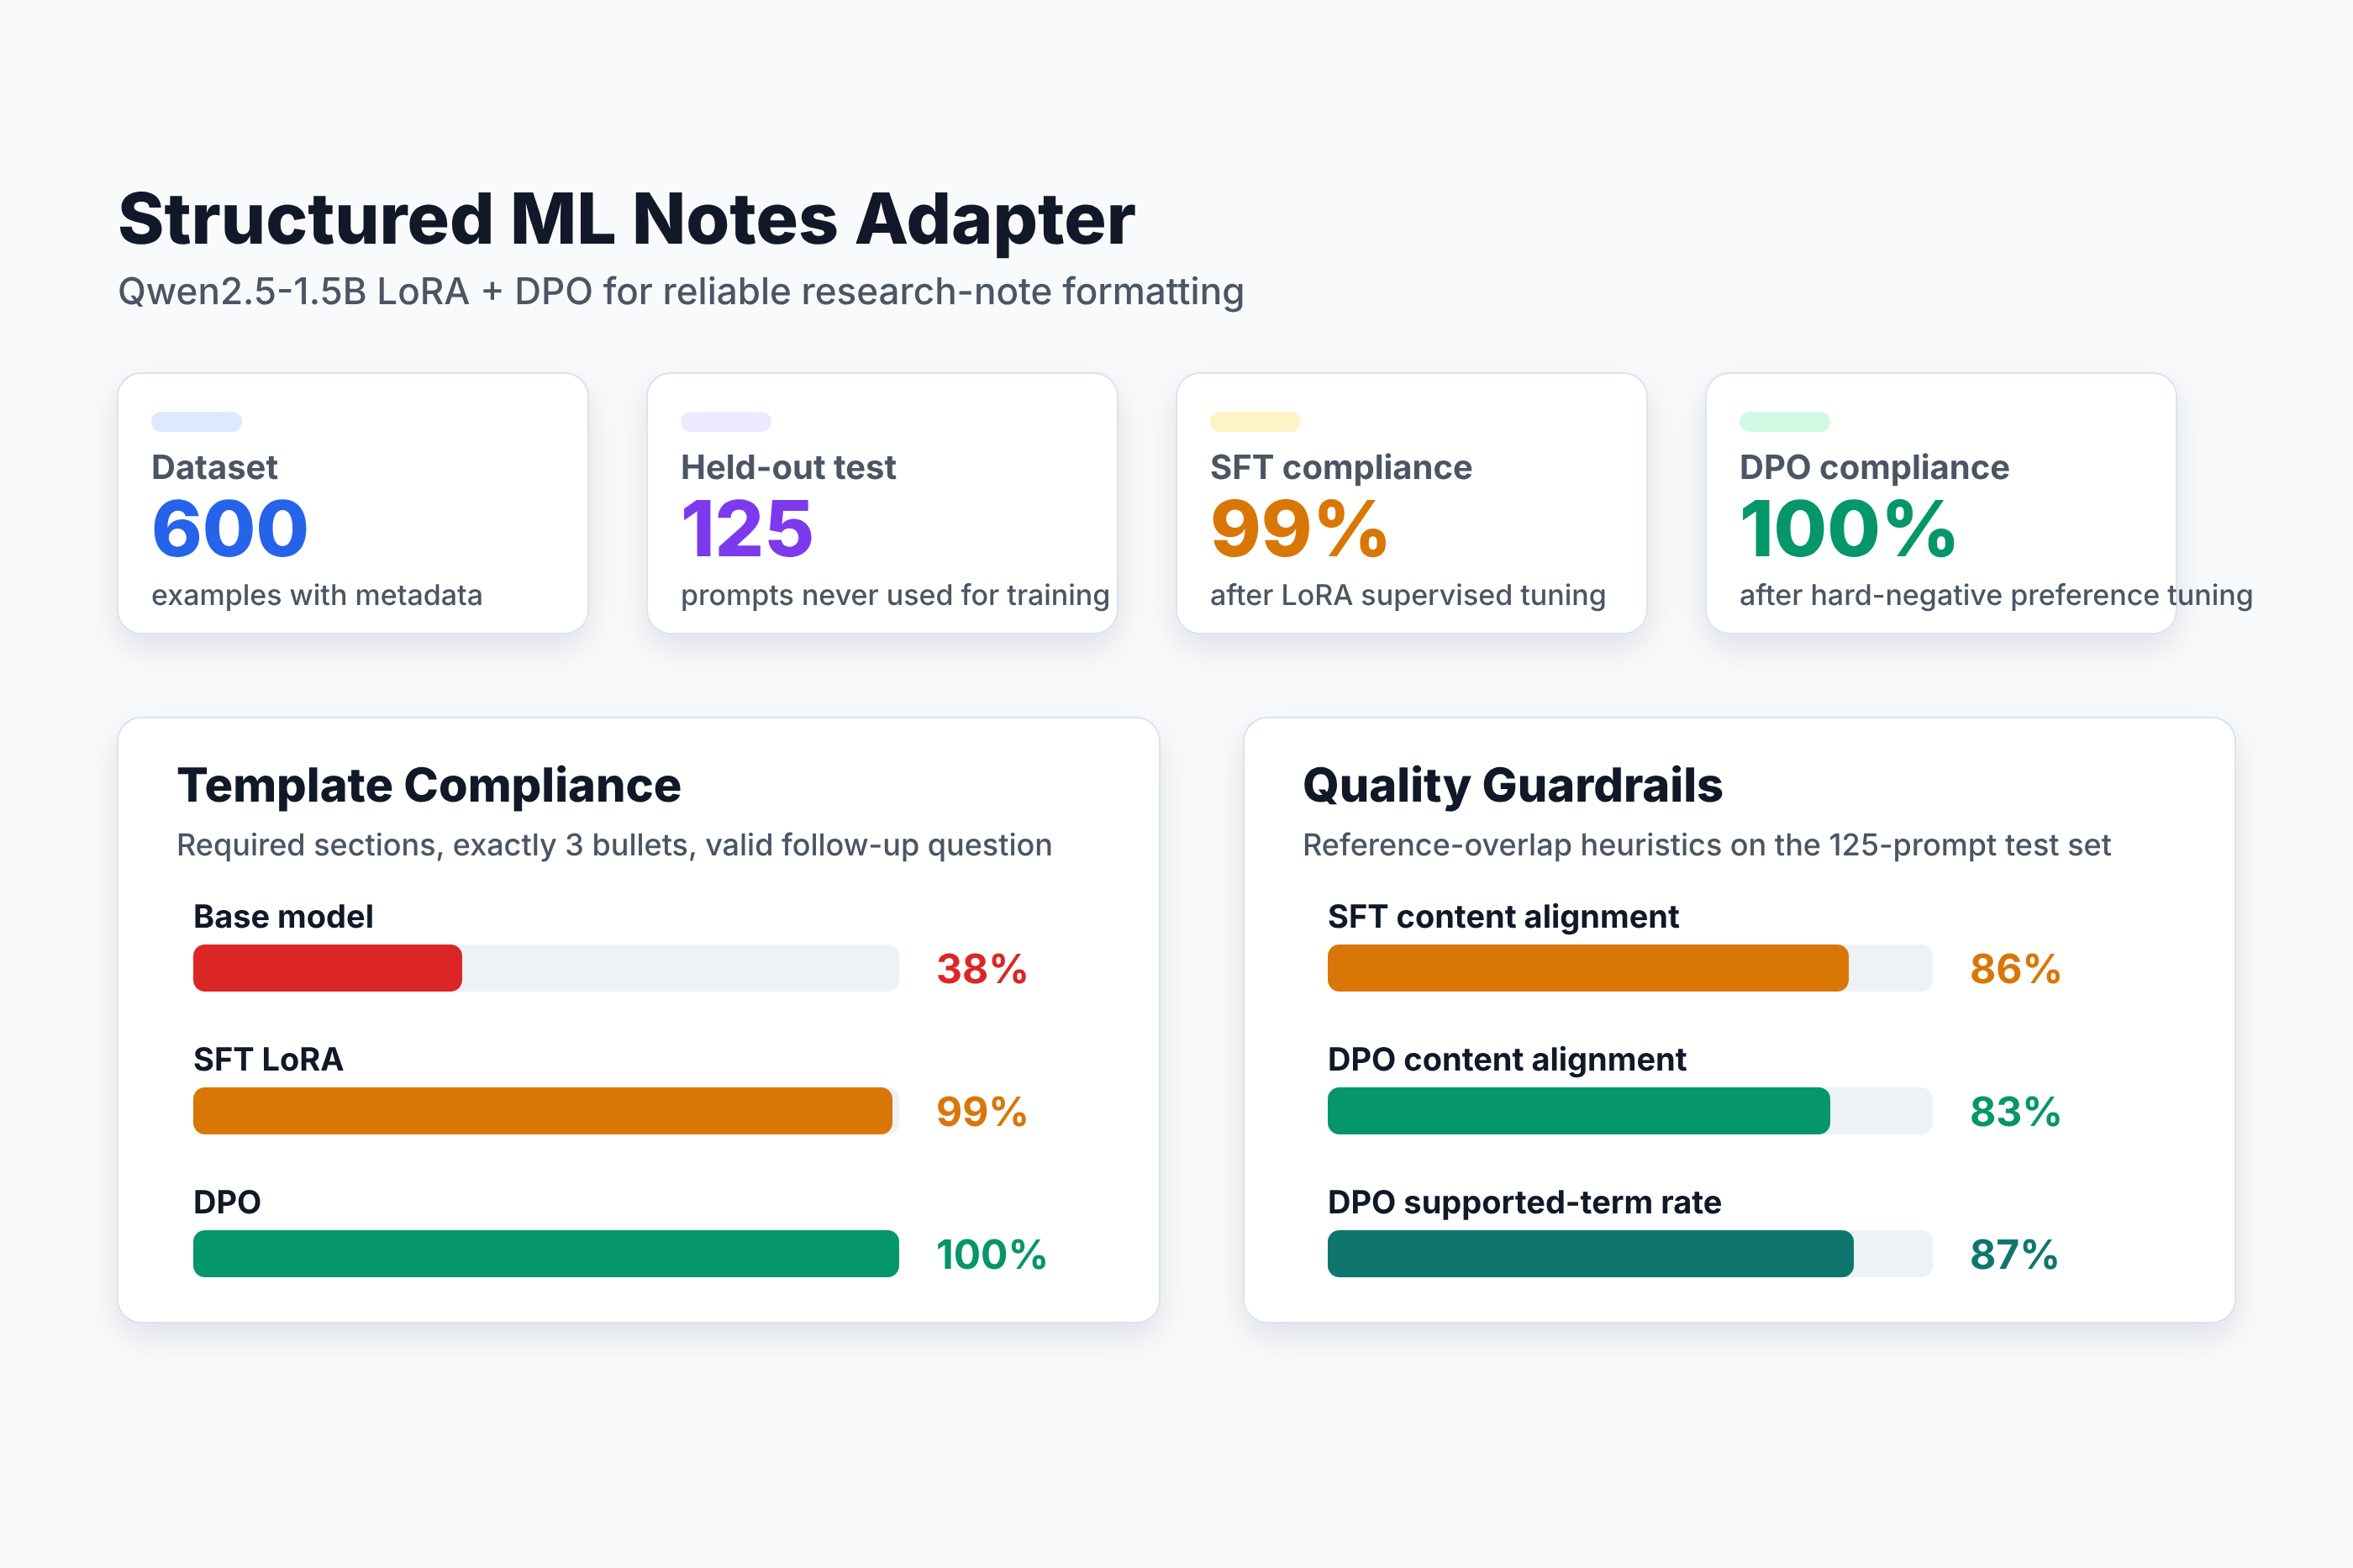 Structured ML Notes Adapter
Qwen2.5-1.5B LoRA + DPO for reliable research-note formatting
Dataset
600
examples with metadata
Held-out test
125
prompts never used for training
SFT compliance
99%
after LoRA supervised tuning
DPO compliance
100%
after hard-negative preference tuning
Template Compliance
Required sections, exactly 3 bullets, valid follow-up question
Base model
38%
SFT LoRA
99%
DPO
100%
Quality Guardrails
Reference-overlap heuristics on the 125-prompt test set
SFT content alignment
86%
DPO content alignment
83%
DPO supported-term rate
87%